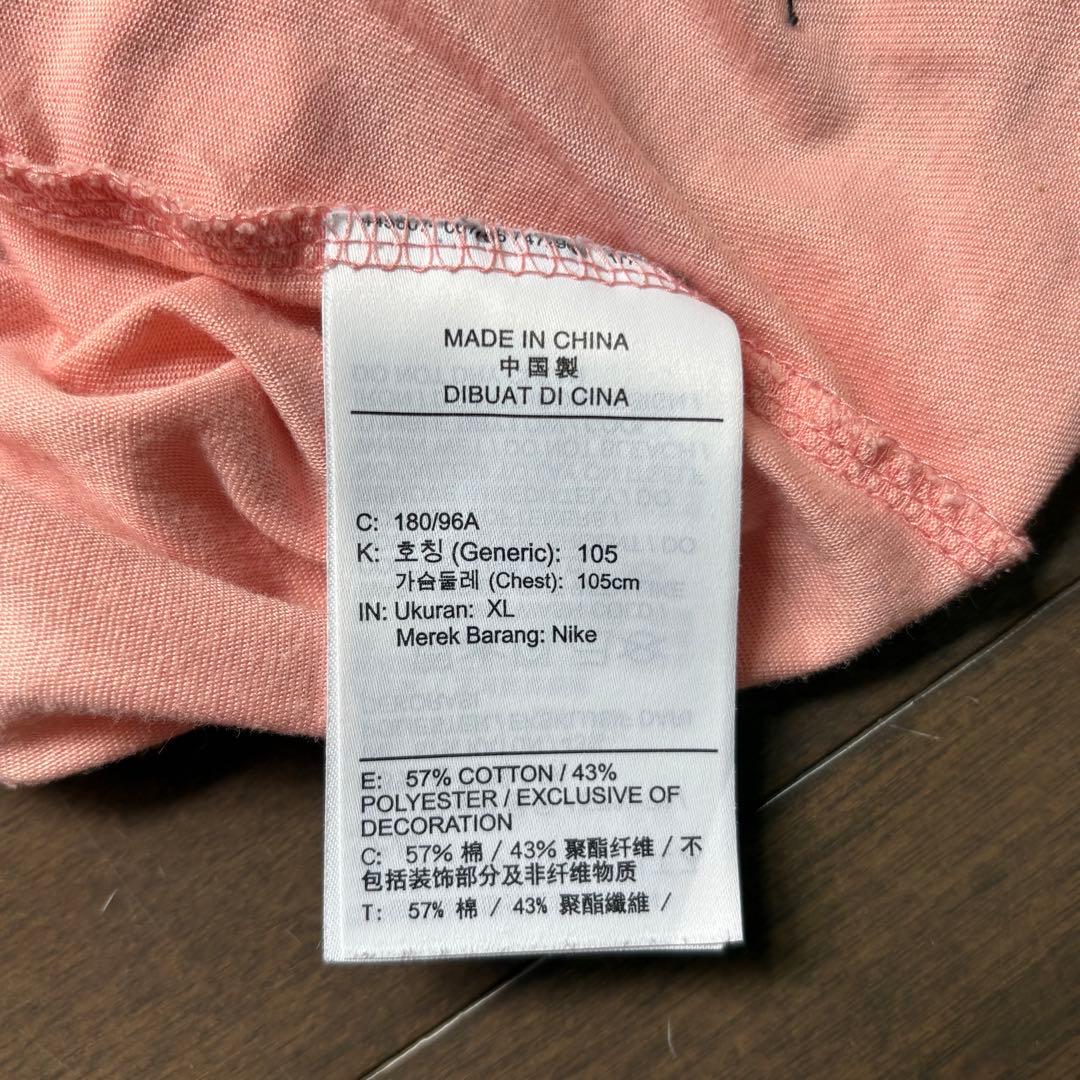 MADE IN CHINA
中国製
DIBUAT DI CINA
C: 180/96A
K: 호칭 (Generic): 105
가슴둘레 (Chest): 105cm
IN: Ukuran: XL
Merek Barang: Nike
E: 57% COTTON / 43%
POLYESTER / EXCLUSIVE OF
DECORATION
C: 57% 棉 / 43% 聚酯纤维 / 不
包括装饰部分及非纤维物质
T: 57% 棉 / 43% 聚酯纖維 /